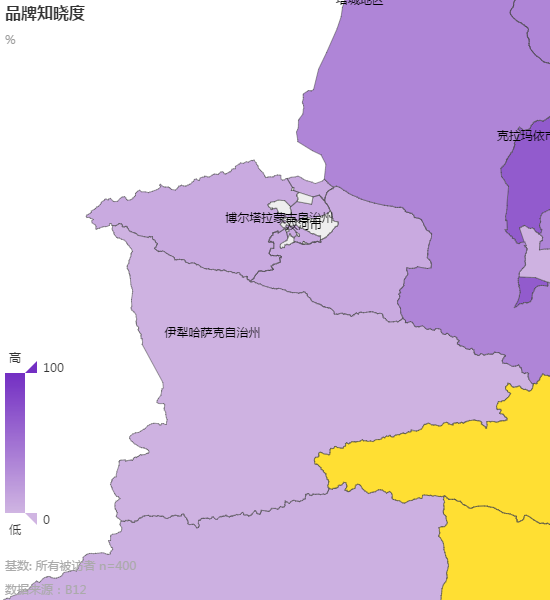 品牌知晓度
%
塔城地区
克拉玛依市
博尔塔拉蒙古自治州
双河市
伊犁哈萨克自治州
高
100
0
低
基数: 所有被访者 n=400
数据来源：B12